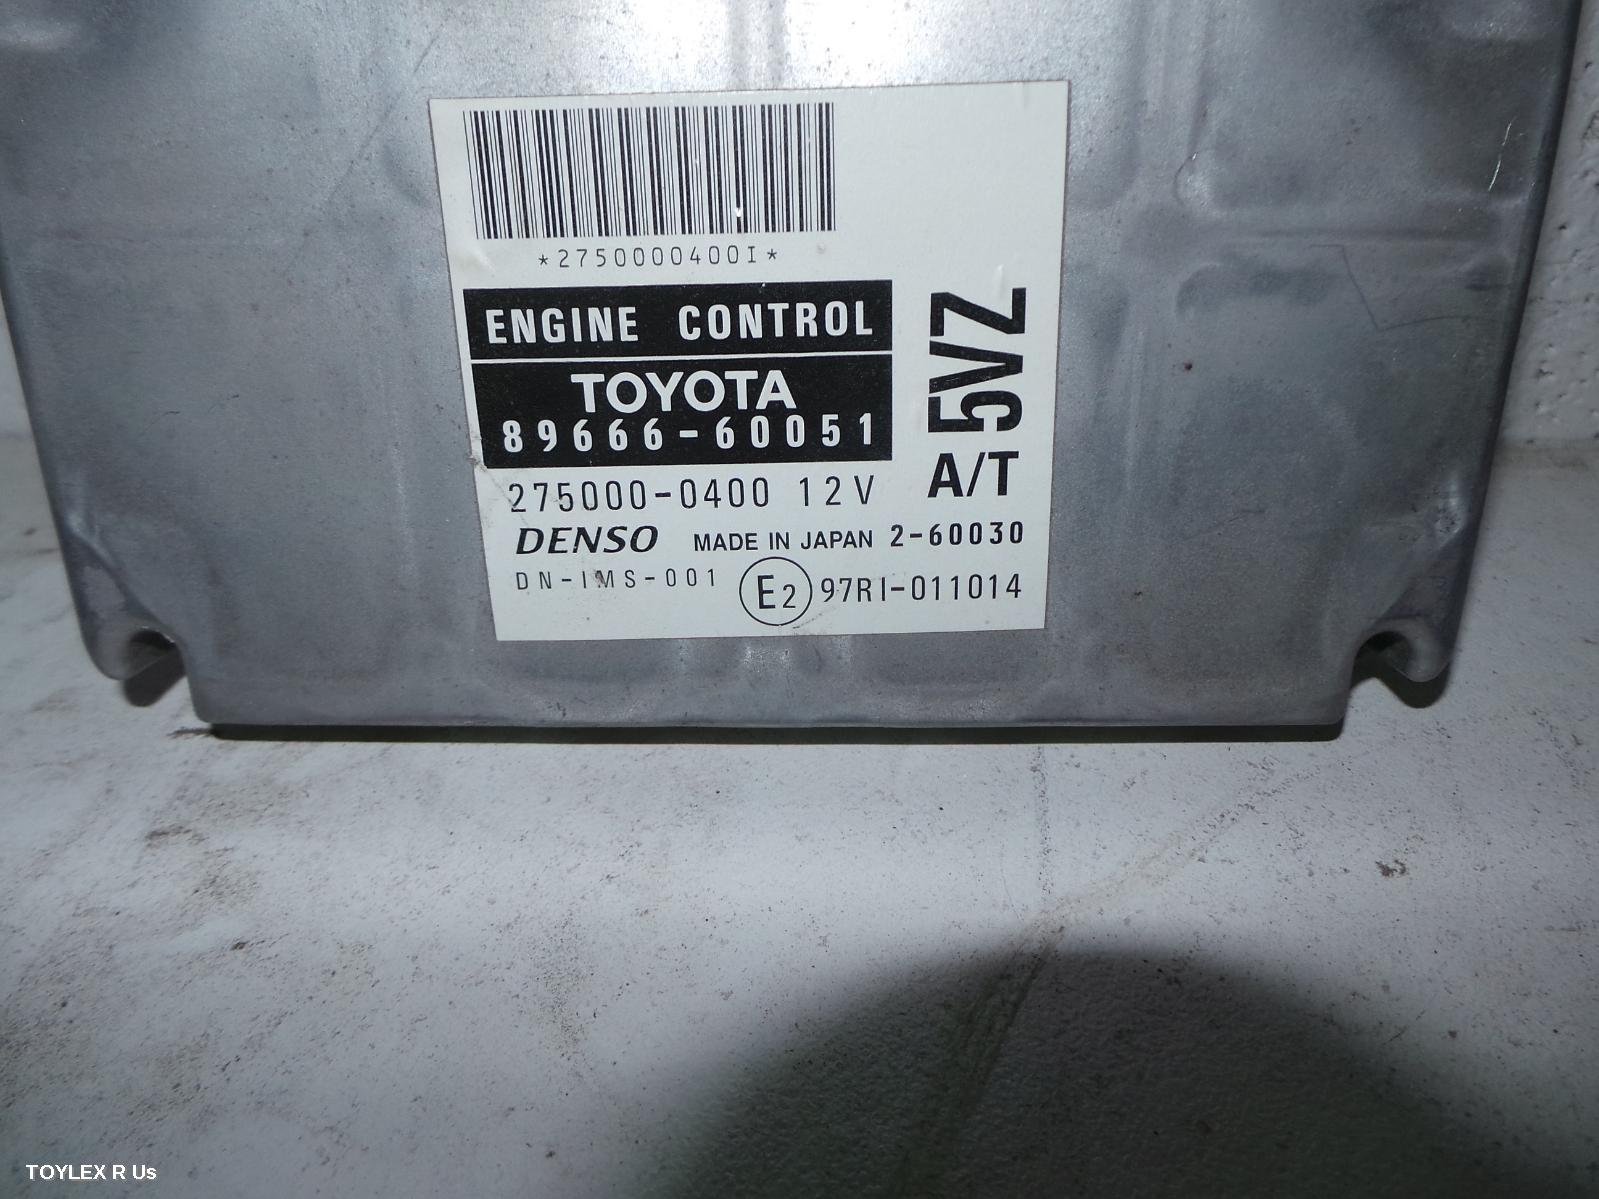 *2750000400I*
ENGINE CONTROL
TOYOTA
89666-60051
5VZ
A/T
275000-0400 12V
DENSO MADE IN JAPAN 2-60030
DN-IMS-001 E2 97RI-011014
TOYLEX R Us